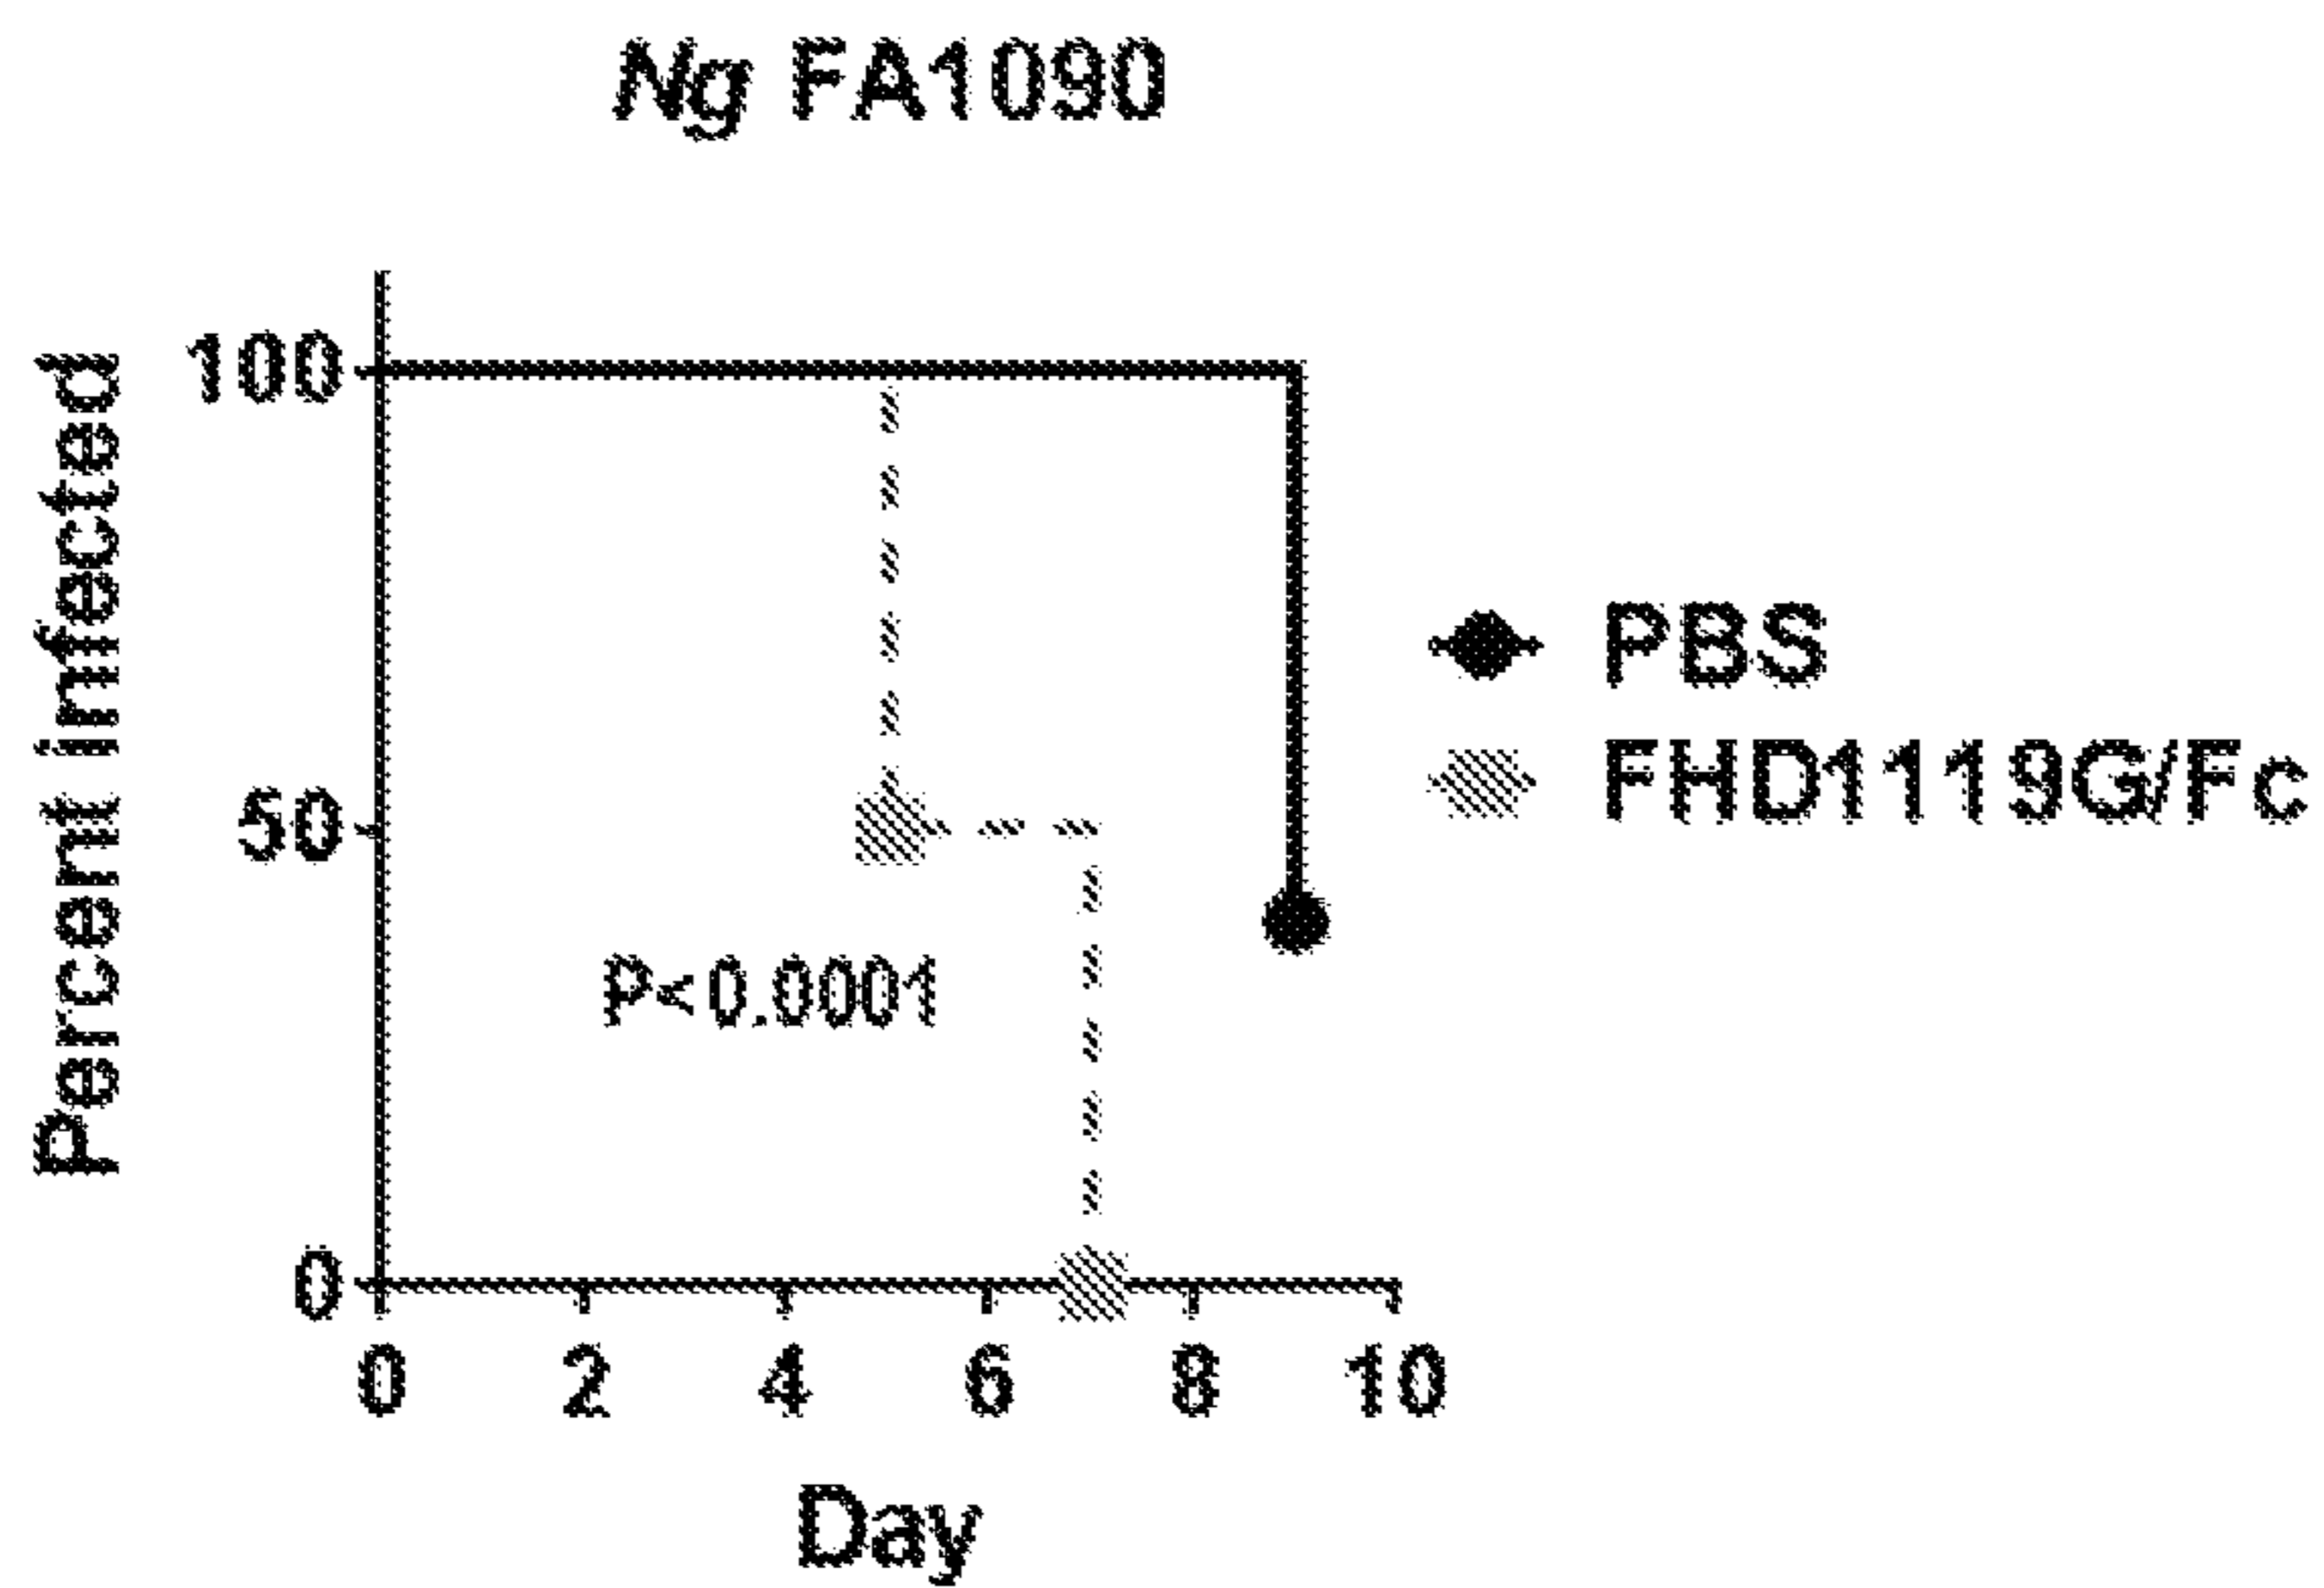 Ng FA1090
Percent infected
100
50
0
P<0.0001
PBS
FHD1119G/Fc
0 2 4 6 8 10
Day